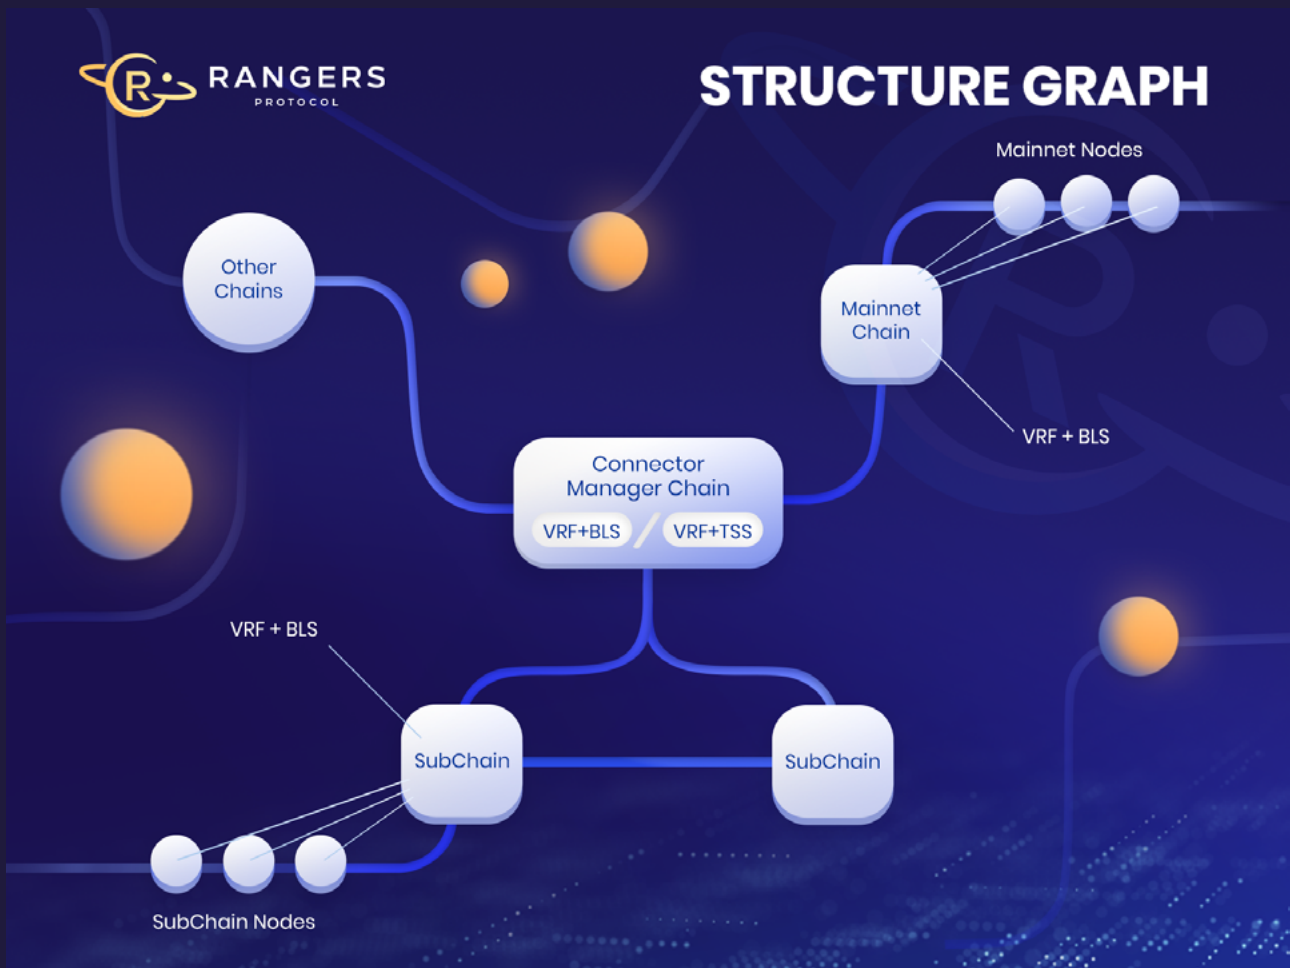 RANGERS
PROTOCOL
STRUCTURE GRAPH
Mainnet Nodes
Other
Chains
Mainnet
Chain
VRF + BLS
Connector
Manager Chain
VRF+BLS / VRF+TSS
VRF + BLS
SubChain
SubChain
SubChain Nodes